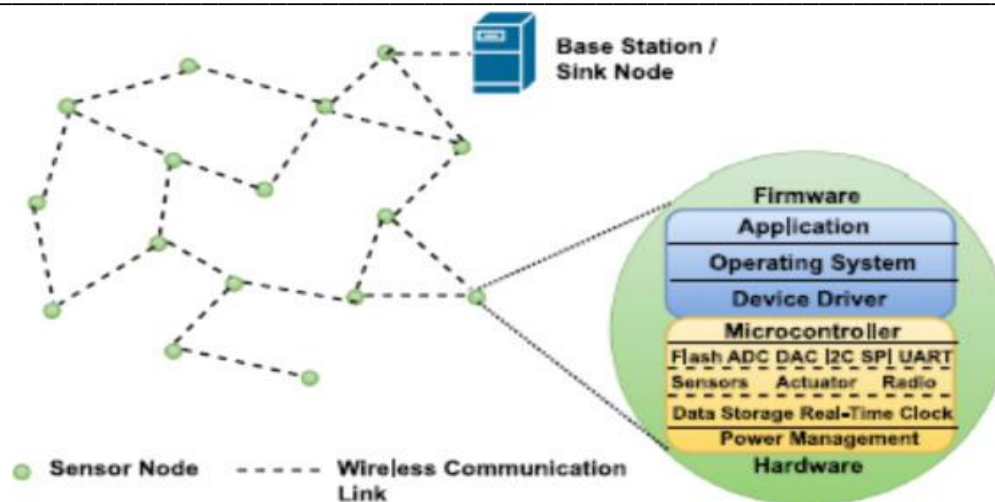 Base Station /
Sink Node
Firmware
Application
Operating System
Device Driver
Microcontroller
Flash ADC DAC I2C SPI UART
Sensors Actuator Radio
Data Storage Real-Time Clock
Power Management
Hardware
Sensor Node
Wireless Communication
Link